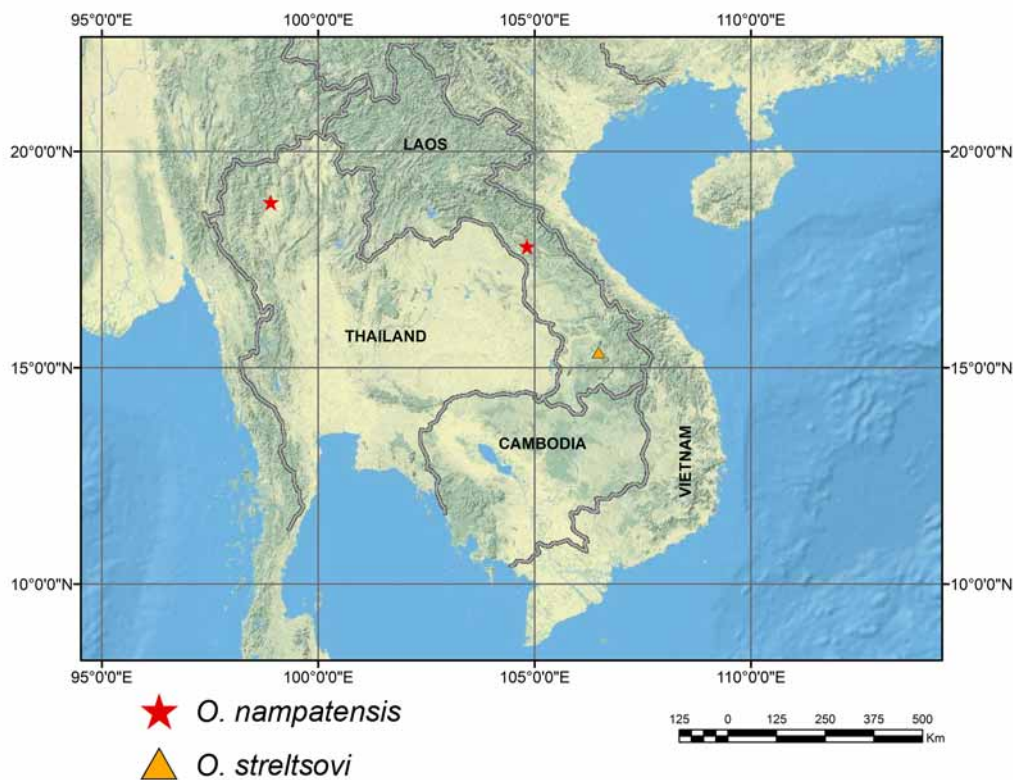 95°0'0"E 100°0'0"E 105°0'0"E 110°0'0"E
20°0'0"N LAOS 20°0'0"N
THAILAND
15°0'0"N 15°0'0"N
CAMBODIA
VIETNAM
10°0'0"N 10°0'0"N
95°0'0"E 100°0'0"E 105°0'0"E 110°0'0"E
O. nampatensis
125 0 125 250 375 500
Km
O. streltsovi